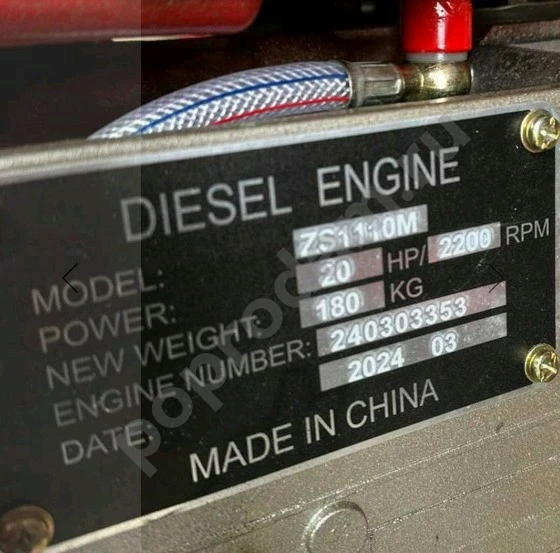 DIESEL ENGINE
MODEL: ZS1110M
POWER: 20 HP/ 2200 RPM
NEW WEIGHT: 180 KG
ENGINE NUMBER: 240303353
DATE: 2024 03
MADE IN CHINA